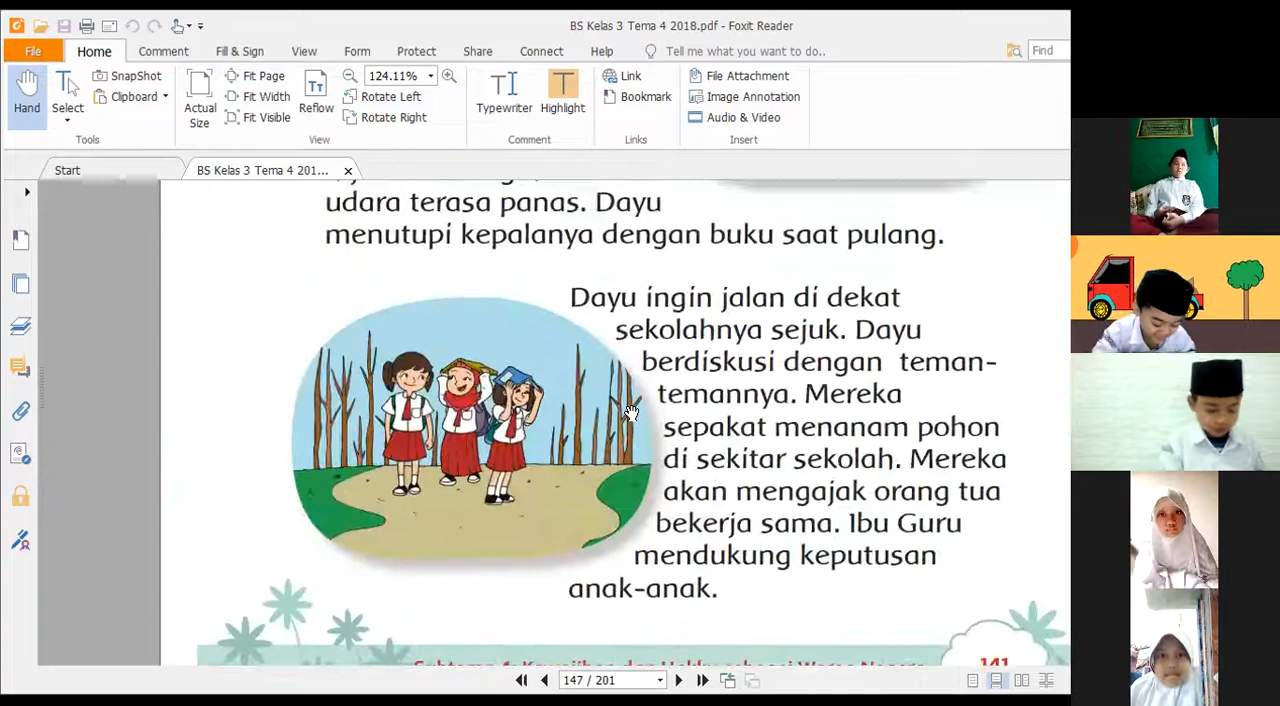 BS Kelas 3 Tema 4 2018.pdf - Foxit Reader
File Home Comment Fill & Sign View Form Protect Share Connect Help Tell me what you want to do.. Find
Hand
Select
SnapShot
Clipboard
Tools
Actual
Size
Fit Page
Fit Width
Fit Visible
Reflow
124.11%
Rotate Left
Rotate Right
View
Typewriter
Highlight
Comment
Link
Bookmark
Links
File Attachment
Image Annotation
Audio & Video
Insert
Start
BS Kelas 3 Tema 4 201...
udara terasa panas. Dayu
menutupi kepalanya dengan buku saat pulang.
Dayu ingin jalan di dekat
sekolahnya sejuk. Dayu
berdiskusi dengan teman-
temannya. Mereka
sepakat menanam pohon
di sekitar sekolah. Mereka
akan mengajak orang tua
bekerja sama. Ibu Guru
mendukung keputusan
anak-anak.
141
147 / 201